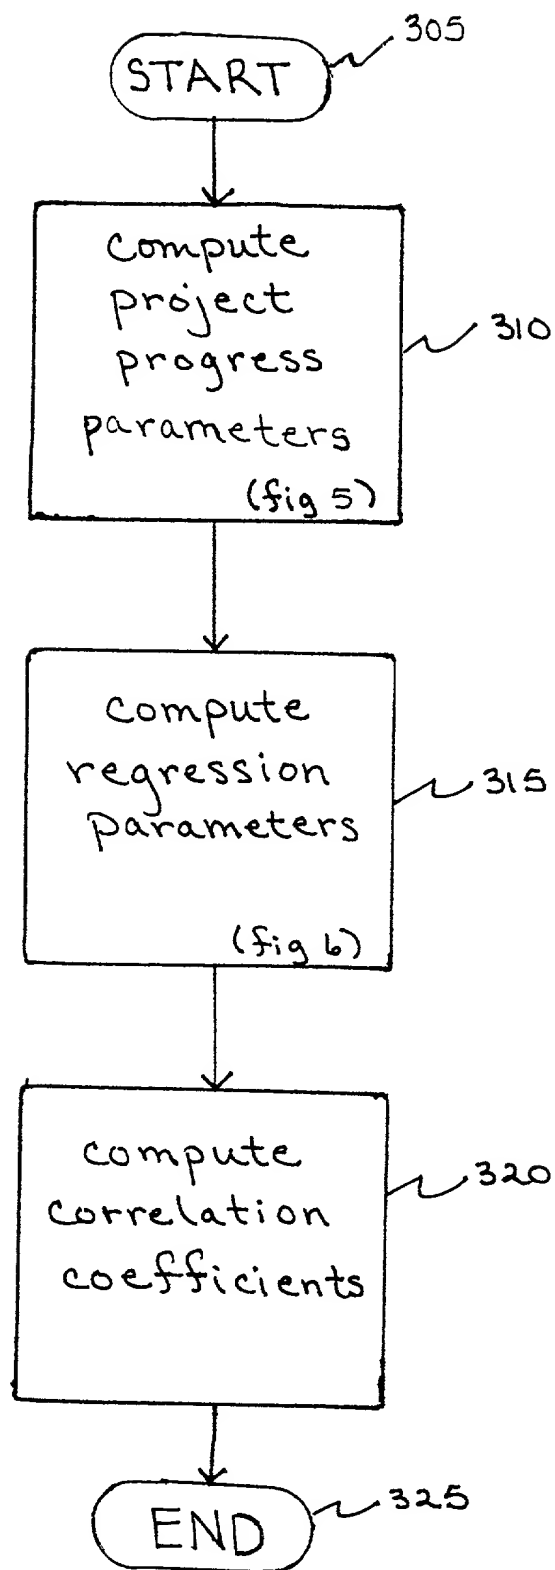 305
START
compute
project
progress
parameters
(fig 5)
310
compute
regression
parameters
(fig 6)
315
compute
correlation
coefficients
320
END
325